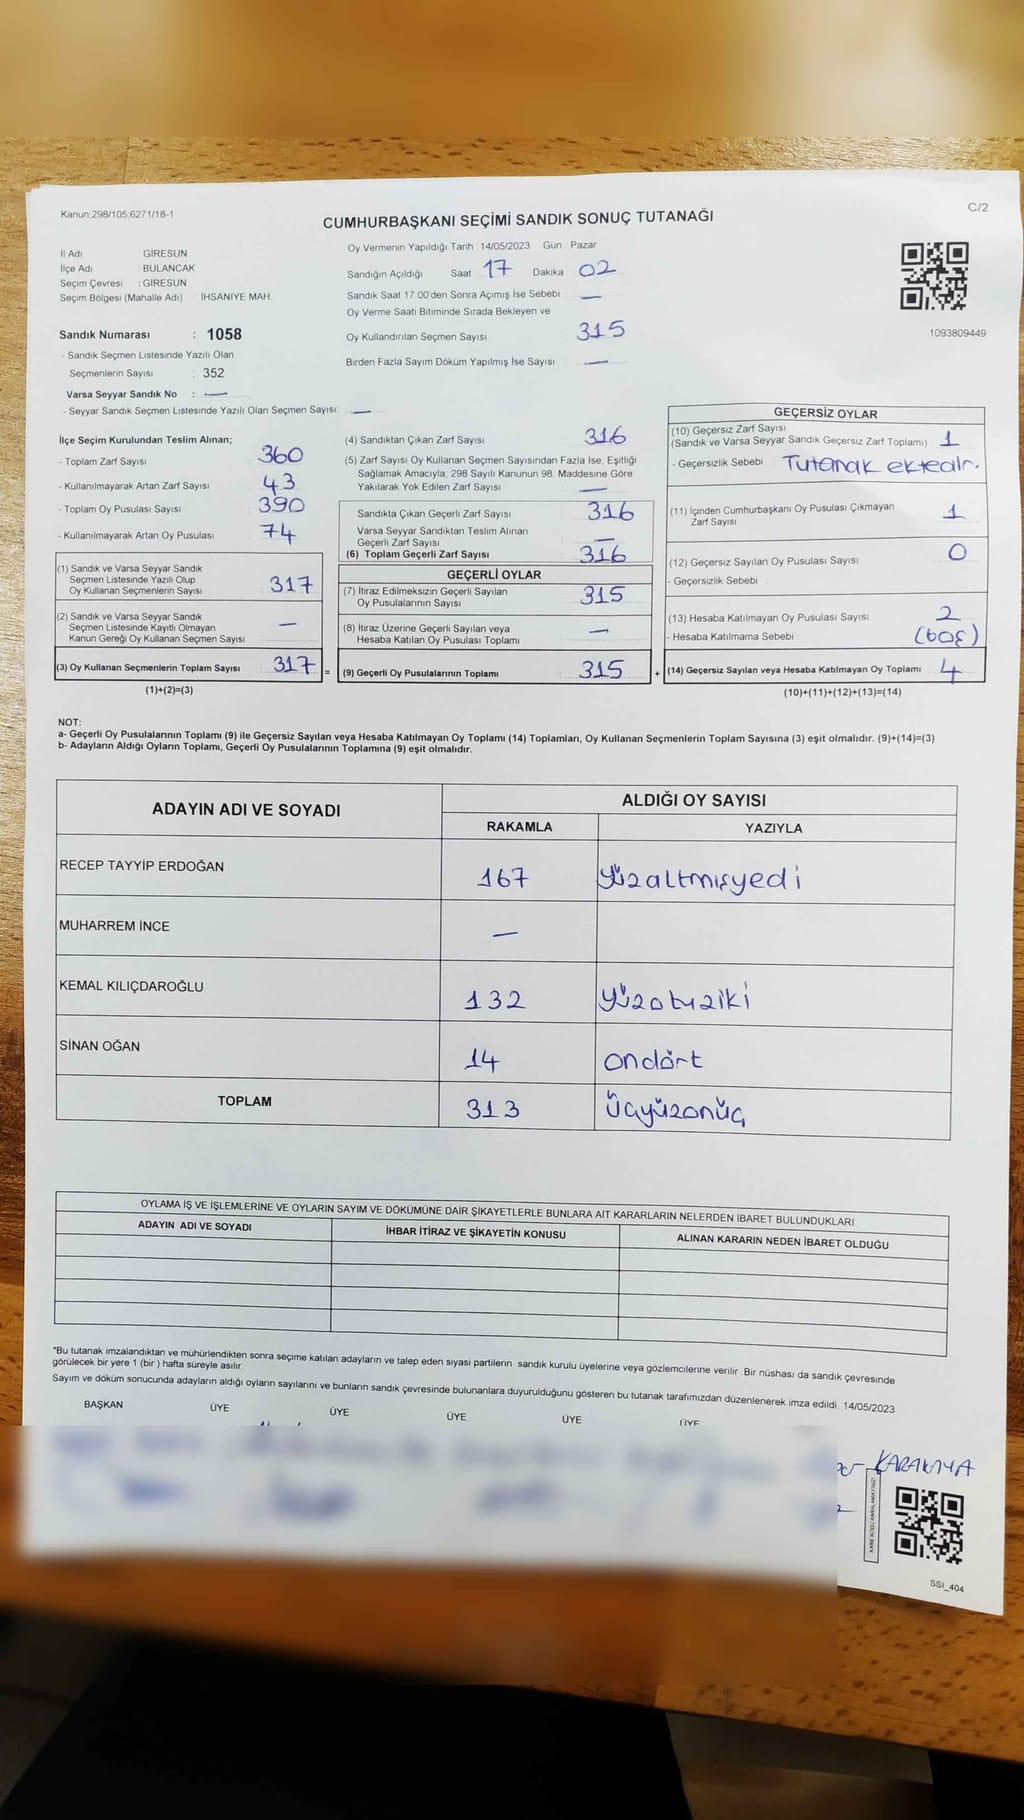 Kanun;298/105;6271/18-1
C/2
CUMHURBAŞKANI SEÇİMİ SANDIK SONUÇ TUTANAĞI
İl Adı GİRESUN
İlçe Adı : BULANCAK
Seçim Çevresi : GİRESUN
Seçim Bölgesi (Mahalle Adı) İHSANİYE MAH.
Sandık Numarası : 1058
- Sandık Seçmen Listesinde Yazılı Olan
Seçmenlerin Sayısı : 352
Varsa Seyyar Sandık No : —
- Seyyar Sandık Seçmen Listesinde Yazılı Olan Seçmen Sayısı: —
Oy Vermenin Yapıldığı Tarih 14/05/2023 Gün Pazar
Sandığın Açıldığı Saat 17 Dakika 02
Sandık Saat 17:00'den Sonra Açımış İse Sebebi : —
Oy Verme Saati Bitiminde Sırada Bekleyen ve
Oy Kullandırılan Seçmen Sayısı : 315
Birden Fazla Sayım Döküm Yapılmış İse Sayısı : —
1093809449
İlçe Seçim Kurulundan Teslim Alınan;
- Toplam Zarf Sayısı : 360
- Kullanılmayarak Artan Zarf Sayısı : 43
- Toplam Oy Pusulası Sayısı : 390
- Kullanılmayarak Artan Oy Pusulası : 74
(1) Sandık ve Varsa Seyyar Sandık
Seçmen Listesinde Yazılı Olup
Oy Kullanan Seçmenlerin Sayısı : 317
(2) Sandık ve Varsa Seyyar Sandık
Seçmen Listesinde Kayıtlı Olmayan
Kanun Gereği Oy Kullanan Seçmen Sayısı : —
(3) Oy Kullanan Seçmenlerin Toplam Sayısı : 317 =
(1)+(2)=(3)
(4) Sandıktan Çıkan Zarf Sayısı : 316
(5) Zarf Sayısı Oy Kullanan Seçmen Sayısından Fazla İse, Eşitliği
Sağlamak Amacıyla; 298 Sayılı Kanunun 98. Maddesine Göre
Yakılarak Yok Edilen Zarf Sayısı : —
Sandıkta Çıkan Geçerli Zarf Sayısı : 316
Varsa Seyyar Sandıktan Teslim Alınan
Geçerli Zarf Sayısı : —
(6) Toplam Geçerli Zarf Sayısı : 316
GEÇERLİ OYLAR
(7) İtiraz Edilmeksizin Geçerli Sayılan
Oy Pusulalarının Sayısı : 315
(8) İtiraz Üzerine Geçerli Sayılan veya
Hesaba Katılan Oy Pusulası Toplamı : —
(9) Geçerli Oy Pusulalarının Toplamı : 315 +
GEÇERSİZ OYLAR
(10) Geçersiz Zarf Sayısı
(Sandık ve Varsa Seyyar Sandık Geçersiz Zarf Toplamı) : 1
- Geçersizlik Sebebi : Tutanak ektedir.
(11) İçinden Cumhurbaşkanı Oy Pusulası Çıkmayan
Zarf Sayısı : 1
(12) Geçersiz Sayılan Oy Pusulası Sayısı : 0
- Geçersizlik Sebebi :
(13) Hesaba Katılmayan Oy Pusulası Sayısı : 2
- Hesaba Katılmama Sebebi : (boş)
(14) Geçersiz Sayılan veya Hesaba Katılmayan Oy Toplamı : 4
(10)+(11)+(12)+(13)=(14)
NOT:
a- Geçerli Oy Pusulalarının Toplamı (9) ile Geçersiz Sayılan veya Hesaba Katılmayan Oy Toplamı (14) Toplamları, Oy Kullanan Seçmenlerin Toplam Sayısına (3) eşit olmalıdır. (9)+(14)=(3)
b- Adayların Aldığı Oyların Toplamı, Geçerli Oy Pusulalarının Toplamına (9) eşit olmalıdır.
ADAYIN ADI VE SOYADI
ALDIĞI OY SAYISI
RAKAMLA YAZIYLA
RECEP TAYYİP ERDOĞAN 167 Yüzaltmışyedi
MUHARREM İNCE —
KEMAL KILIÇDAROĞLU 132 Yüzotuziki
SİNAN OĞAN 14 ondört
TOPLAM 313 Üçyüzonüç
OYLAMA İŞ VE İŞLEMLERİNE VE OYLARIN SAYIM VE DÖKÜMÜNE DAİR ŞİKAYETLERLE BUNLARA AİT KARARLARIN NELERDEN İBARET BULUNDUKLARI
ADAYIN ADI VE SOYADI İHBAR İTİRAZ VE ŞİKAYETİN KONUSU ALINAN KARARIN NEDEN İBARET OLDUĞU
*Bu tutanak imzalandıktan ve mühürlendikten sonra seçime katılan adayların ve talep eden siyasi partilerin sandık kurulu üyelerine veya gözlemcilerine verilir. Bir nüshası da sandık çevresinde
görülecek bir yere 1 (bir ) hafta süreyle asılır.
Sayım ve döküm sonucunda adayların aldığı oyların sayılarını ve bunların sandık çevresinde bulunanlara duyurulduğunu gösteren bu tutanak tarafımızdan düzenlenerek imza edildi. 14/05/2023
BAŞKAN ÜYE ÜYE ÜYE ÜYE ÜYE
KARAKAYA
SSI_404